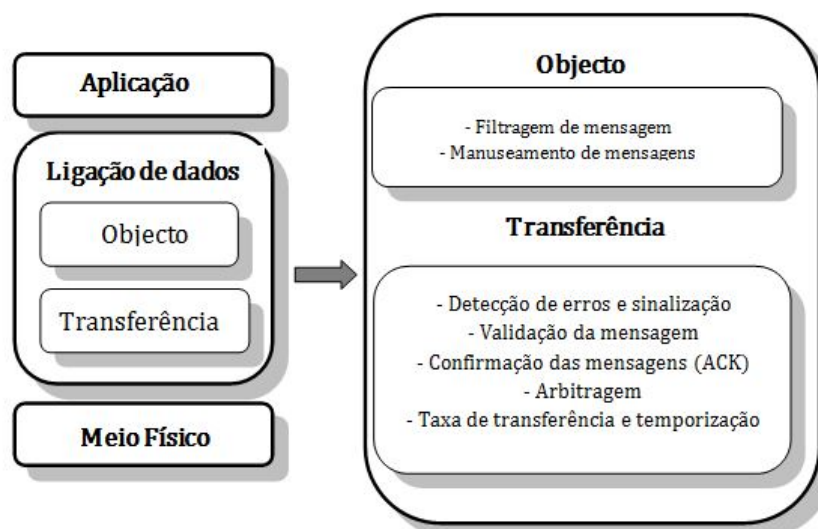 Aplicação
Ligação de dados
Objecto
Transferência
Meio Físico
Objecto
- Filtragem de mensagem
- Manuseamento de mensagens
Transferência
- Detecção de erros e sinalização
- Validação da mensagem
- Confirmação das mensagens (ACK)
- Arbitragem
- Taxa de transferência e temporização